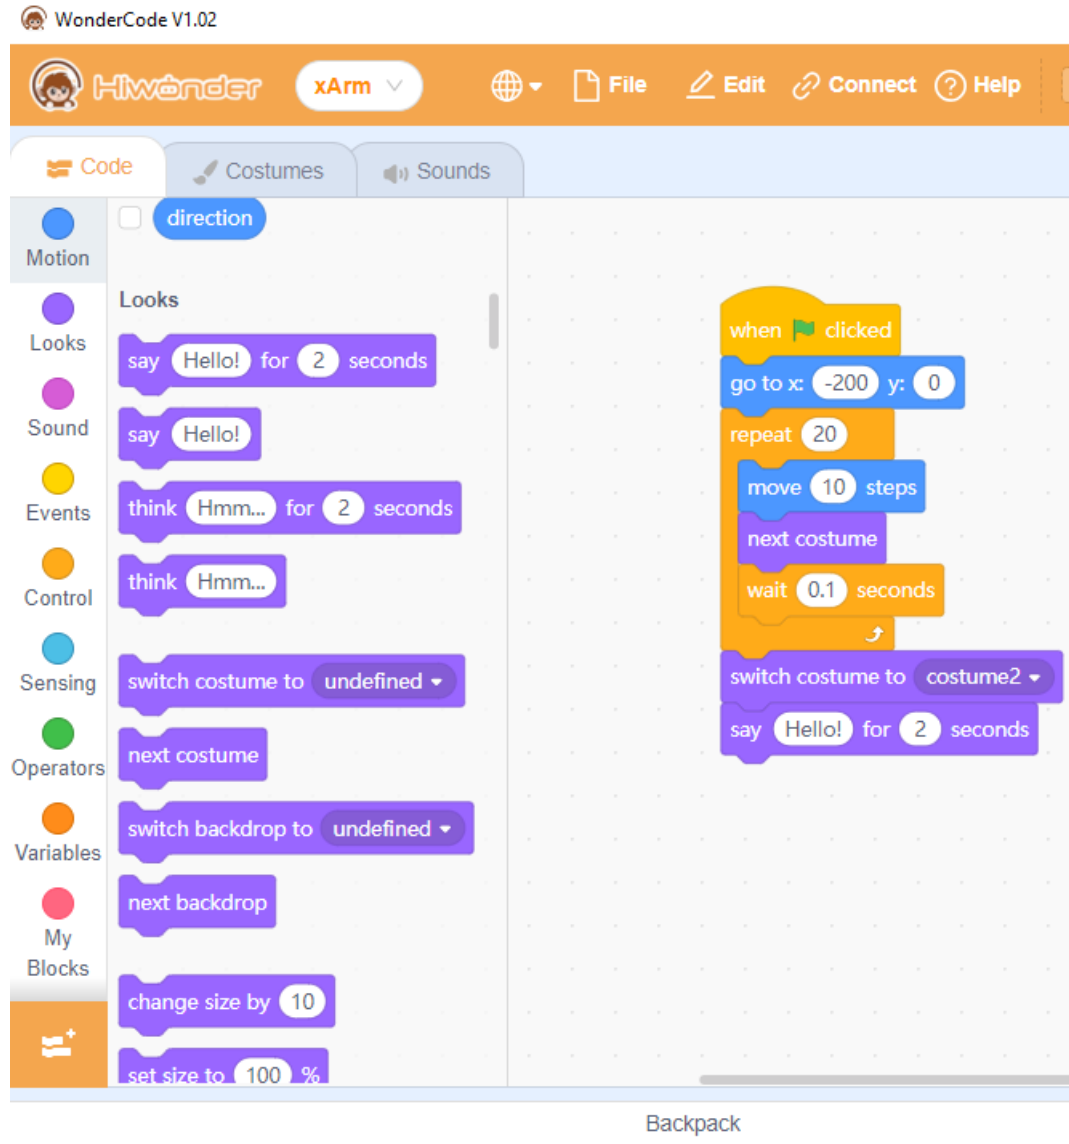 WonderCode V1.02
Hiwonder xArm File Edit Connect Help
Code Costumes Sounds
Motion
Looks
Sound
Events
Control
Sensing
Operators
Variables
My
Blocks
direction
Looks
say Hello! for 2 seconds
say Hello!
think Hmm... for 2 seconds
think Hmm...
switch costume to undefined
next costume
switch backdrop to undefined
next backdrop
change size by 10
set size to 100 %
when clicked
go to x: -200 y: 0
repeat 20
move 10 steps
next costume
wait 0.1 seconds
switch costume to costume2
say Hello! for 2 seconds
Backpack